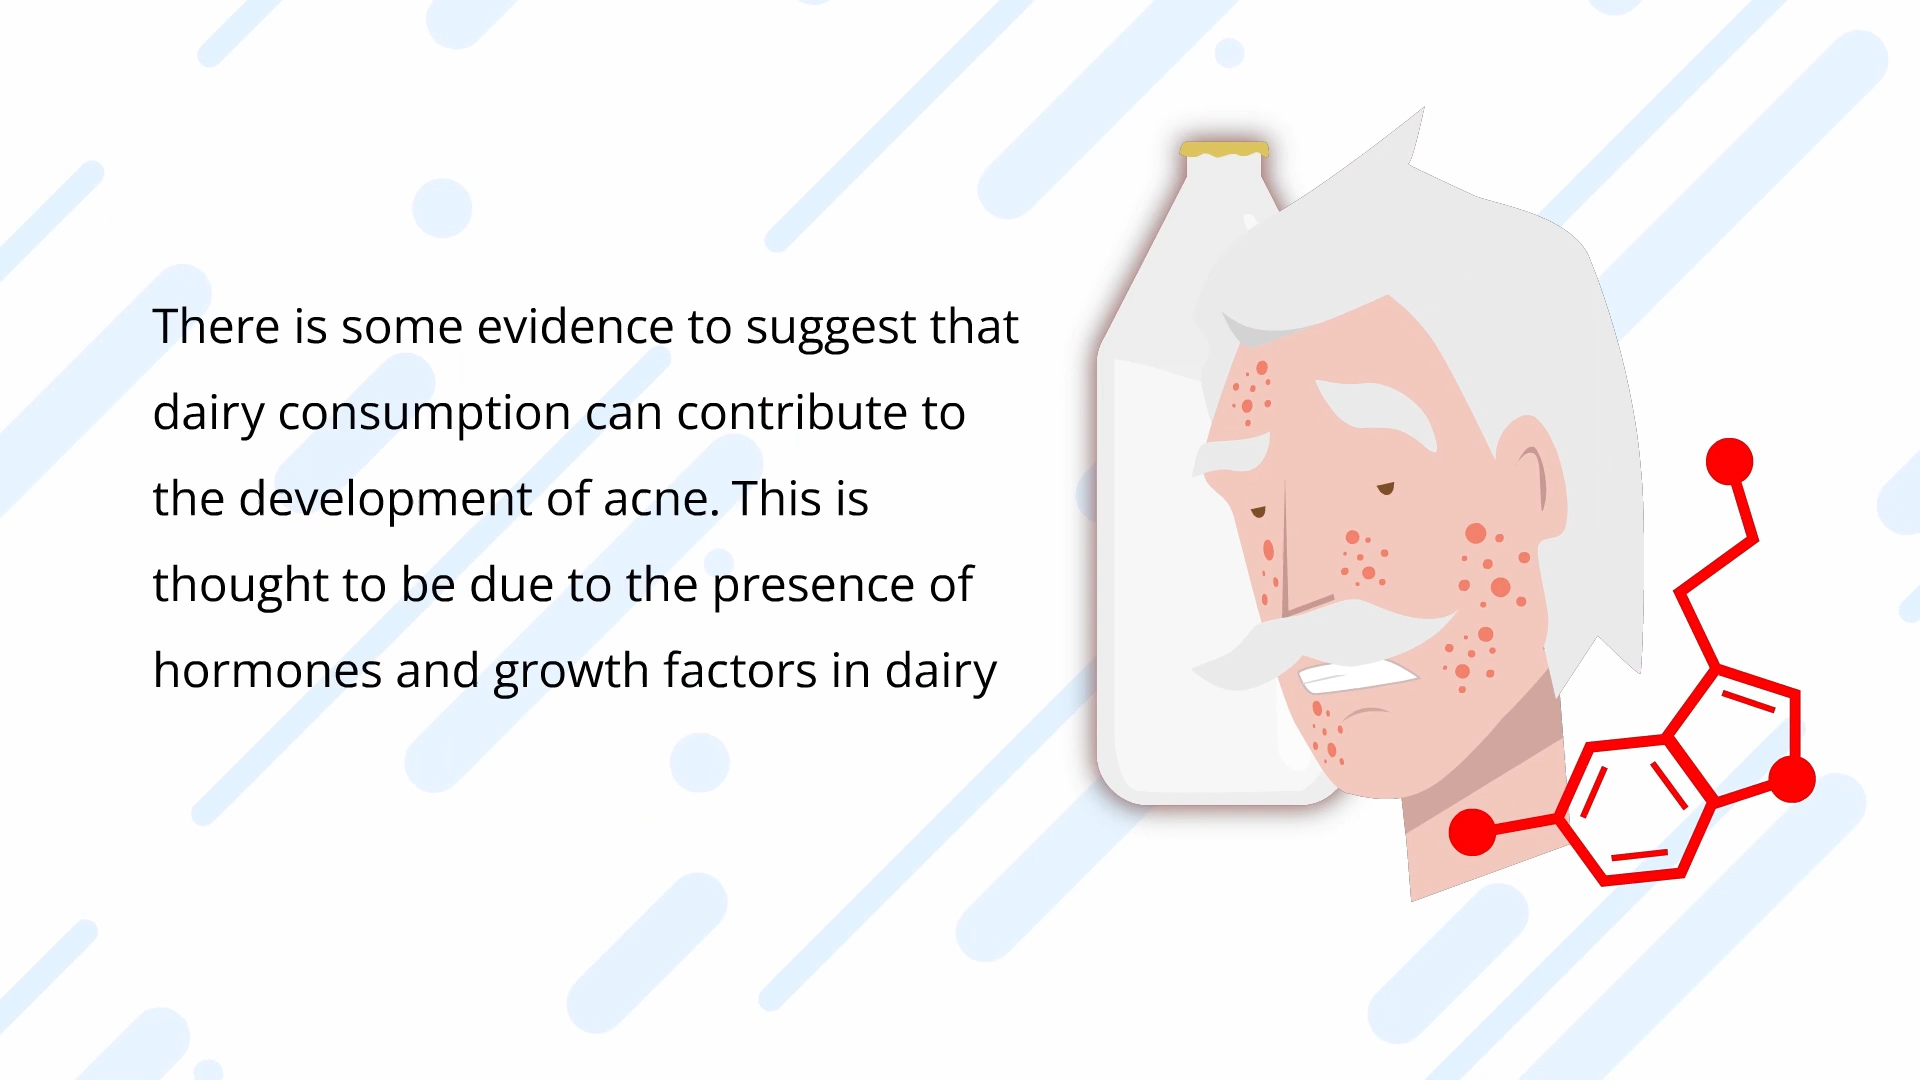 There is some evidence to suggest that
dairy consumption can contribute to
the development of acne. This is
thought to be due to the presence of
hormones and growth factors in dairy